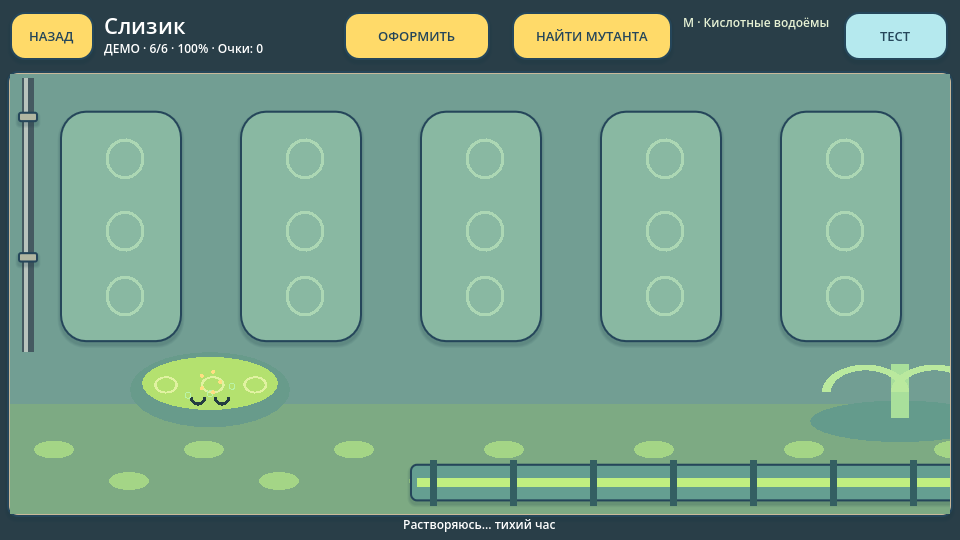 НАЗАД
Слизик
ДЕМО · 6/6 · 100% · Очки: 0
ОФОРМИТЬ
НАЙТИ МУТАНТА
М · Кислотные водоёмы
ТЕСТ
Растворяюсь... тихий час